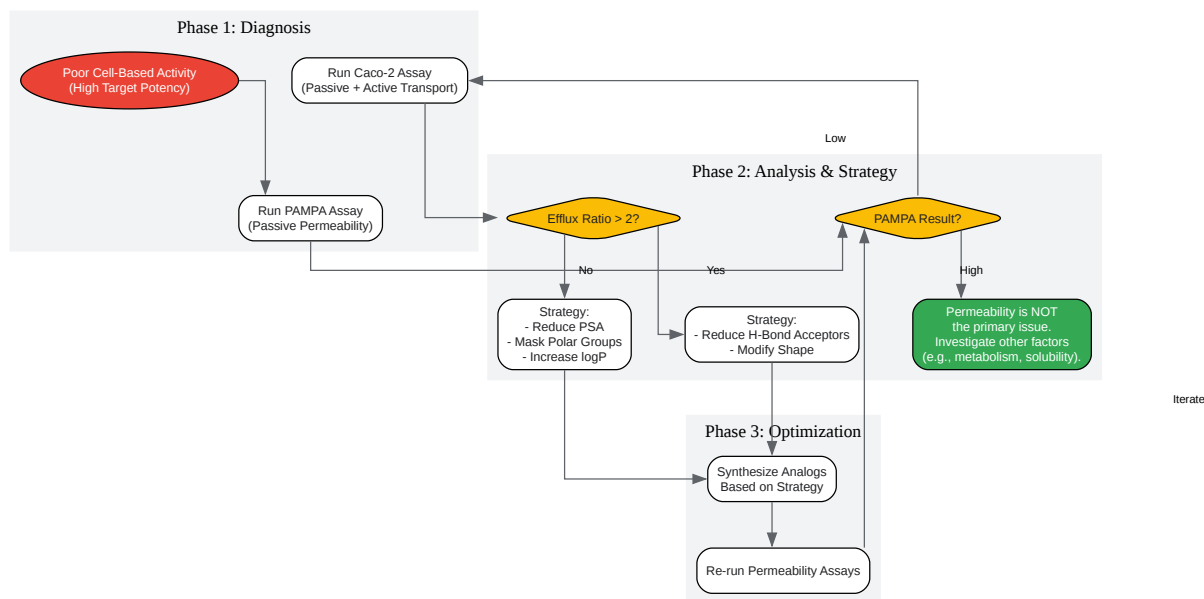 Phase 1: Diagnosis
Poor Cell-Based Activity
(High Target Potency)
Run Caco-2 Assay
(Passive + Active Transport)
Low
Phase 2: Analysis & Strategy
Run PAMPA Assay
(Passive Permeability)
Efflux Ratio > 2?
PAMPA Result?
No
Yes
High
Strategy:
- Reduce PSA
- Mask Polar Groups
- Increase logP
Strategy:
- Reduce H-Bond Acceptors
- Modify Shape
Permeability is NOT
the primary issue.
Investigate other factors
(e.g., metabolism, solubility).
Iterate
Phase 3: Optimization
Synthesize Analogs
Based on Strategy
Re-run Permeability Assays